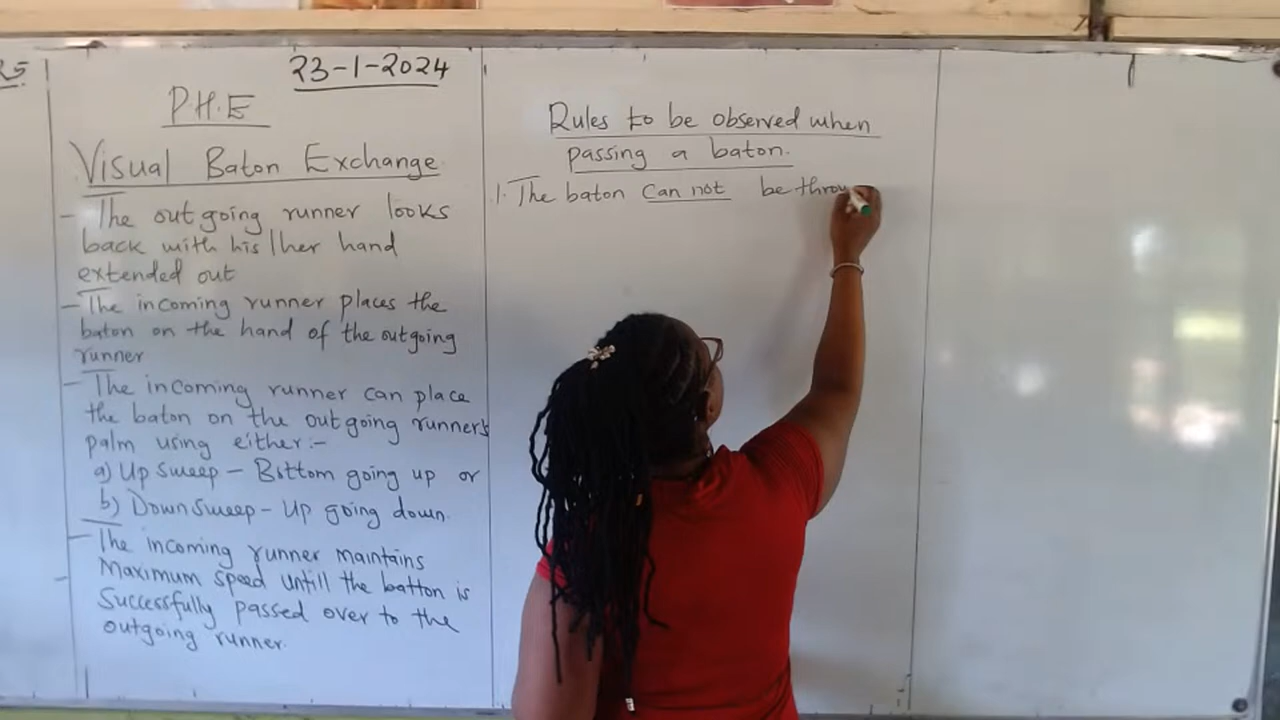 23-1-2024
P.H.E
Visual Baton Exchange
- The out going runner looks
back with his/her hand
extended out
- The incoming runner places the
baton on the hand of the outgoing
runner
- The incoming runner can place
the baton on the outgoing runner's
palm using either:-
a) Up sweep - Bottom going up or
b) Down sweep - Up going down.
- The incoming runner maintains
Maximum speed untill the batton is
Successfully passed over to the
outgoing runner.
Rules to be observed when
passing a baton.
1. The baton can not be throw